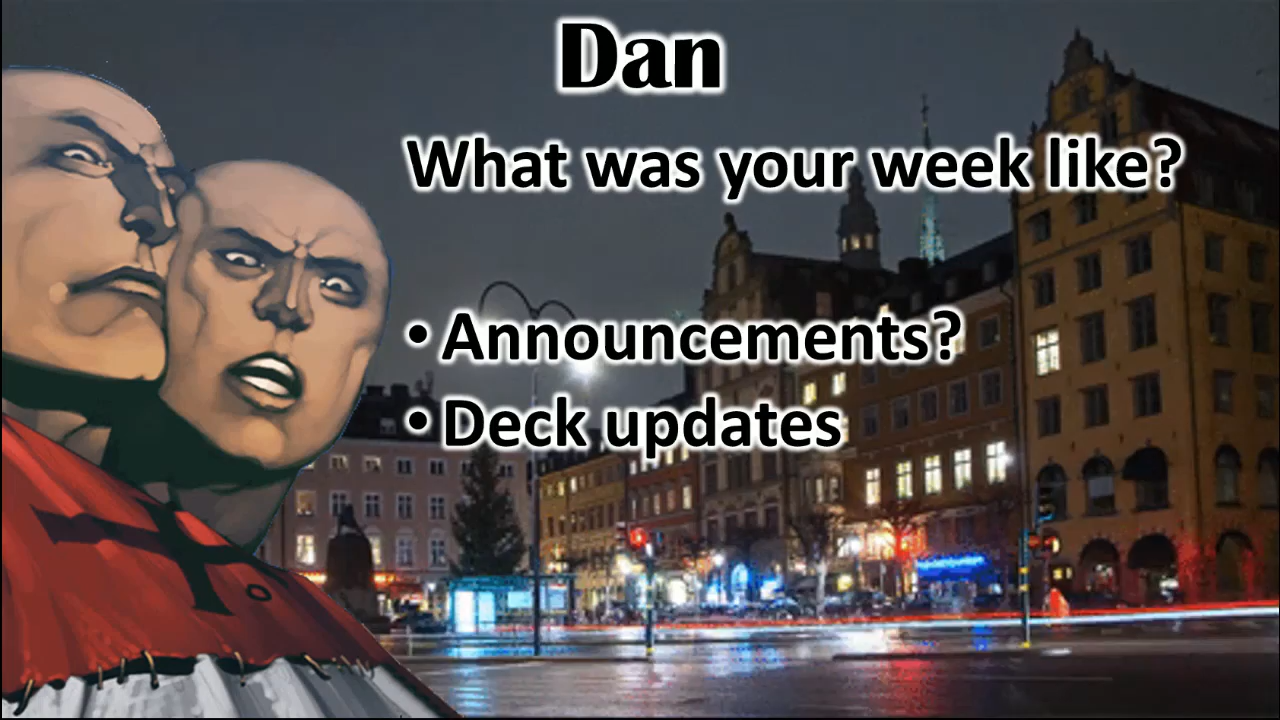 Dan
What was your week like?
• Announcements?
• Deck updates